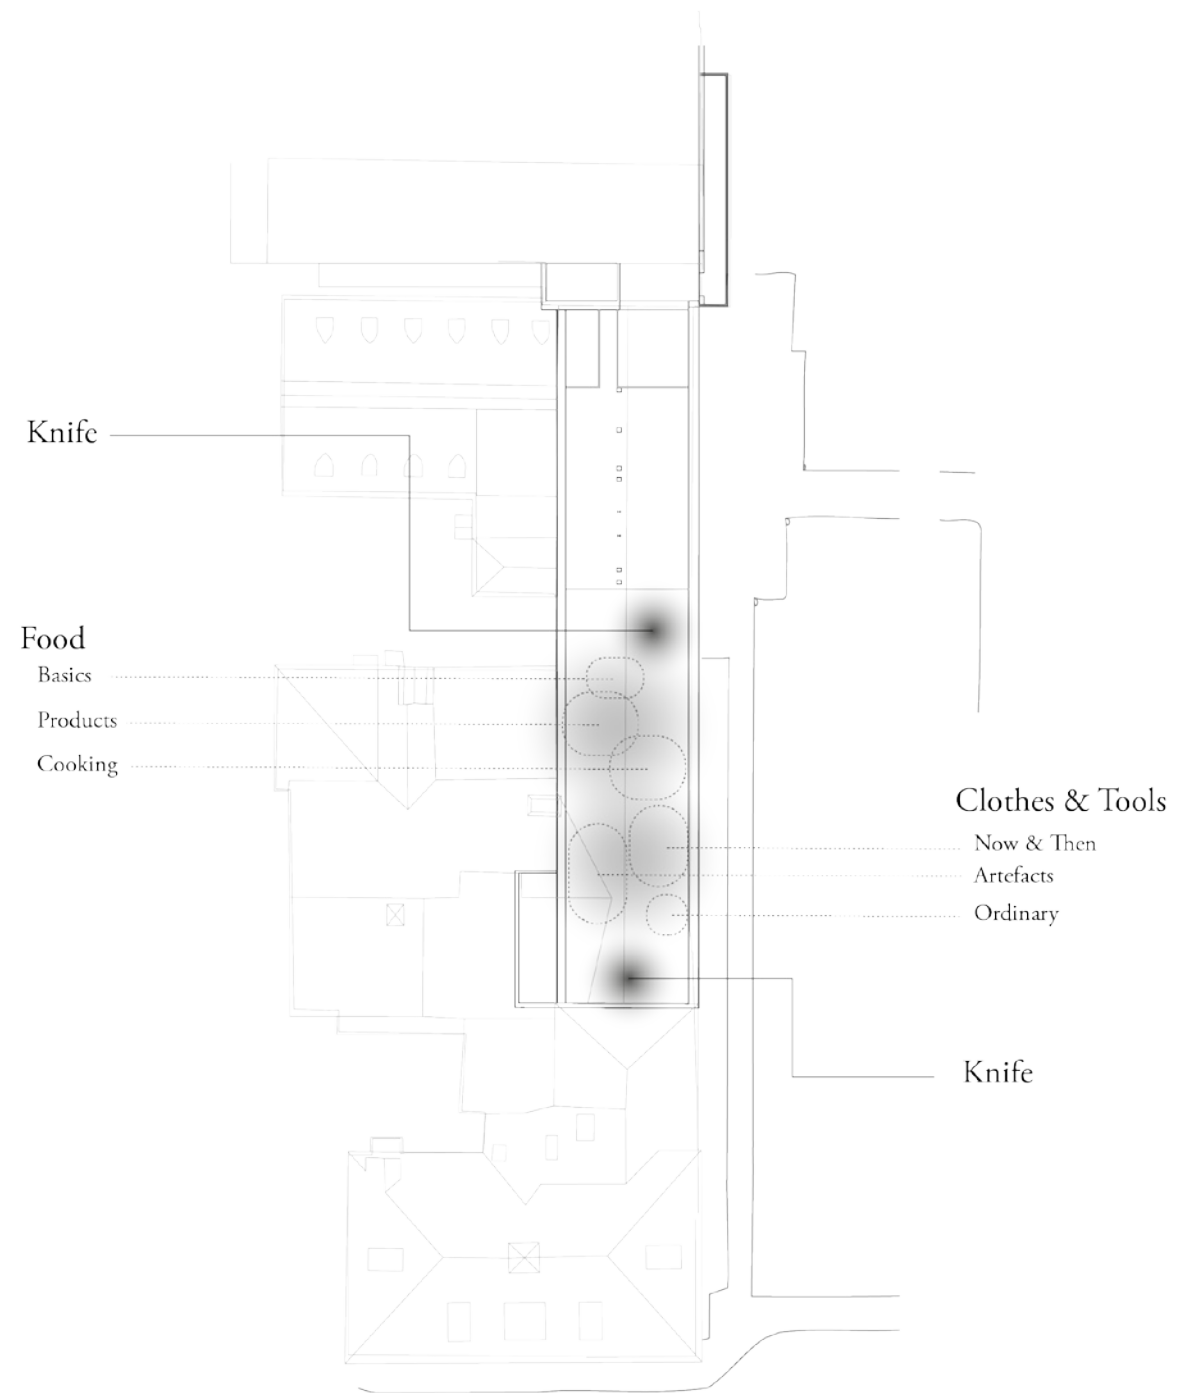 Knife
Food
Basics
Products
Cooking
Clothes & Tools
Now & Then
Artefacts
Ordinary
Knife